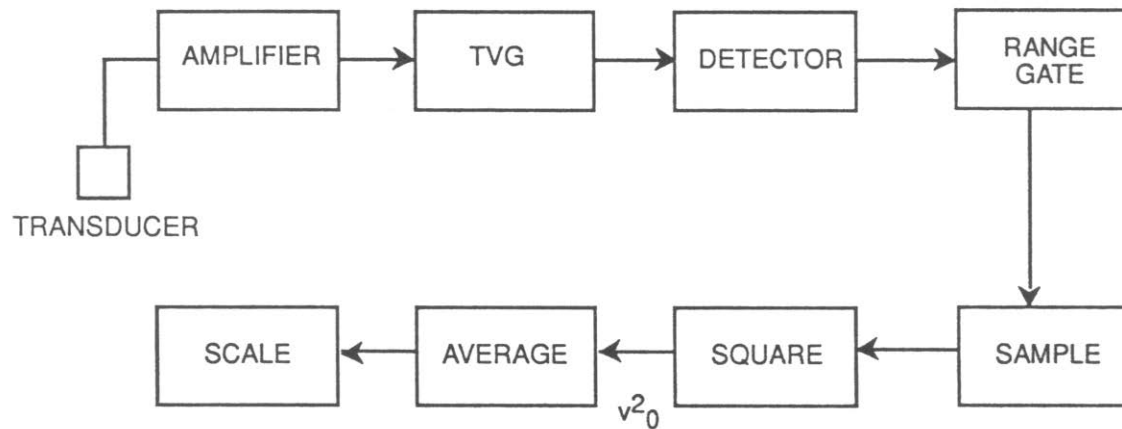 AMPLIFIER
TVG
DETECTOR
RANGE
GATE
TRANSDUCER
SCALE
AVERAGE
SQUARE
SAMPLE
v²₀